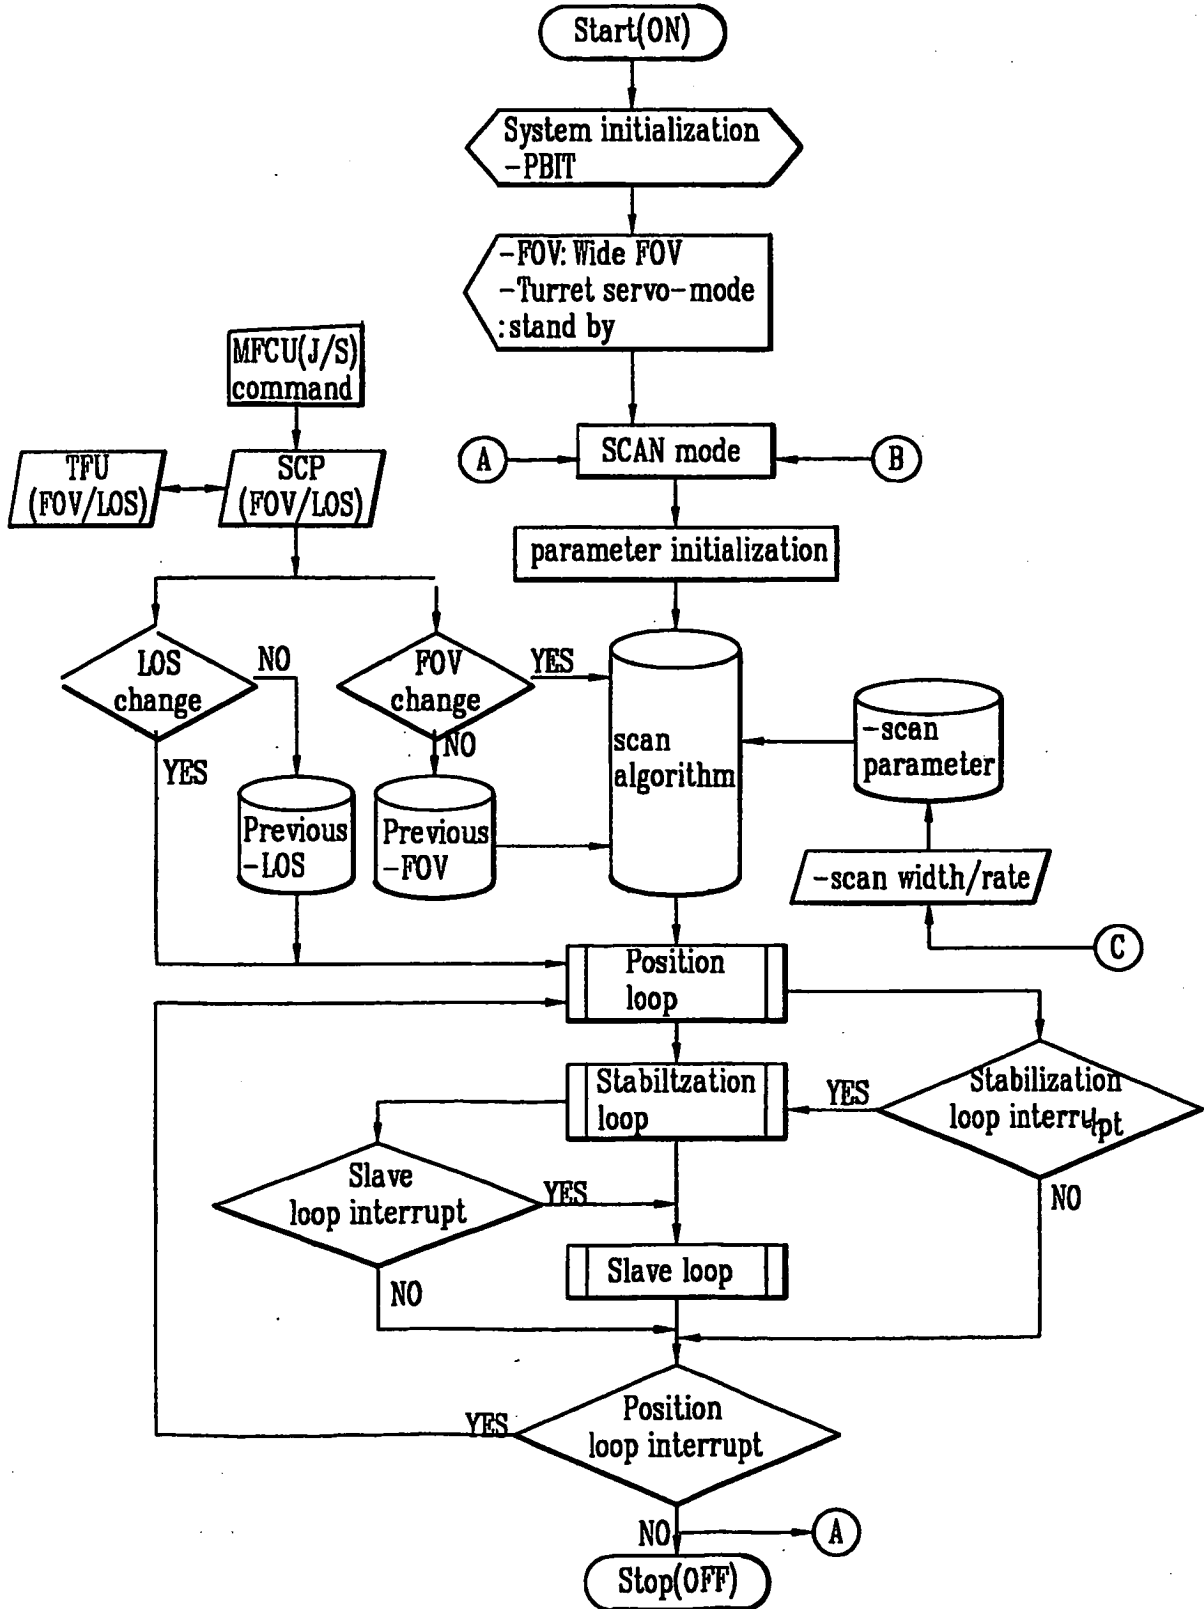 Start(ON)
System initialization
-PBIT
-FOV: Wide FOV
-Turret servo-mode
:stand by
MFCU(J/S)
command
A
SCAN mode
B
TFU
(FOV/LOS)
SCP
(FOV/LOS)
parameter initialization
LOS
change
NO
YES
FOV
change
YES
NO
scan
algorithm
-scan
parameter
Previous
-LOS
Previous
-FOV
-scan width/rate
C
Position
loop
Stabiltzation
loop
YES
Stabilization
loop interrupt
NO
Slave
loop interrupt
YES
NO
Slave loop
Position
loop interrupt
YES
NO
A
Stop(OFF)